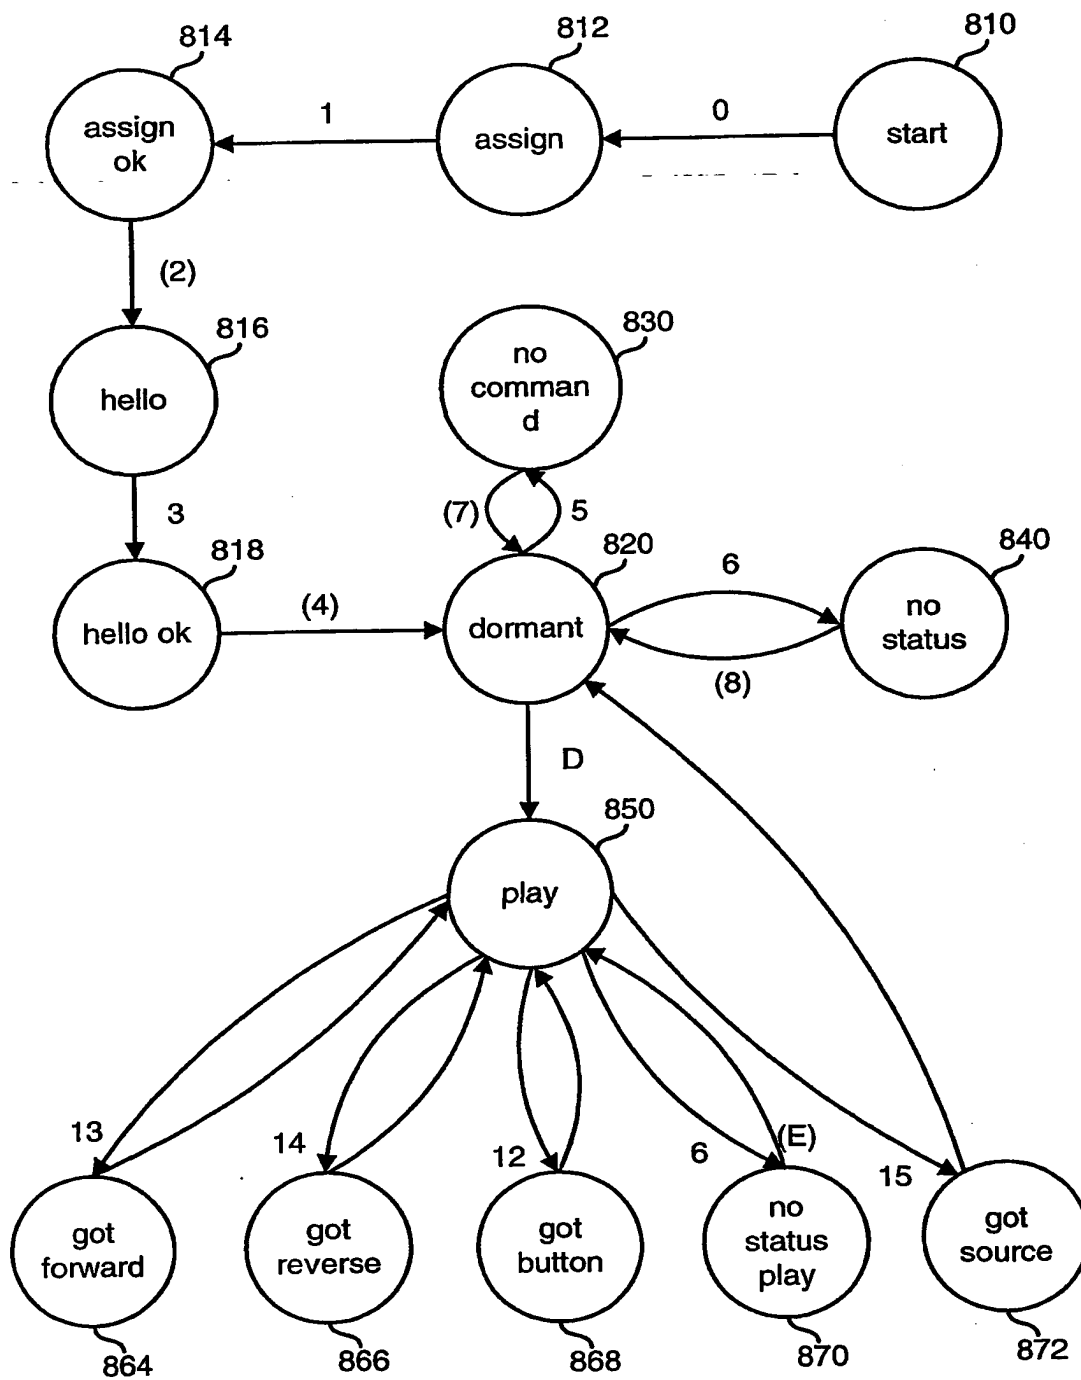 814
812
810
assign
ok
1
assign
0
start
(2)
816
hello
830
no
comman
d
3
(7)
5
818
hello ok
(4)
820
dormant
6
840
no
status
(8)
D
850
play
13
14
12
6
(E)
15
got
forward
got
reverse
got
button
no
status
play
got
source
864
866
868
870
872